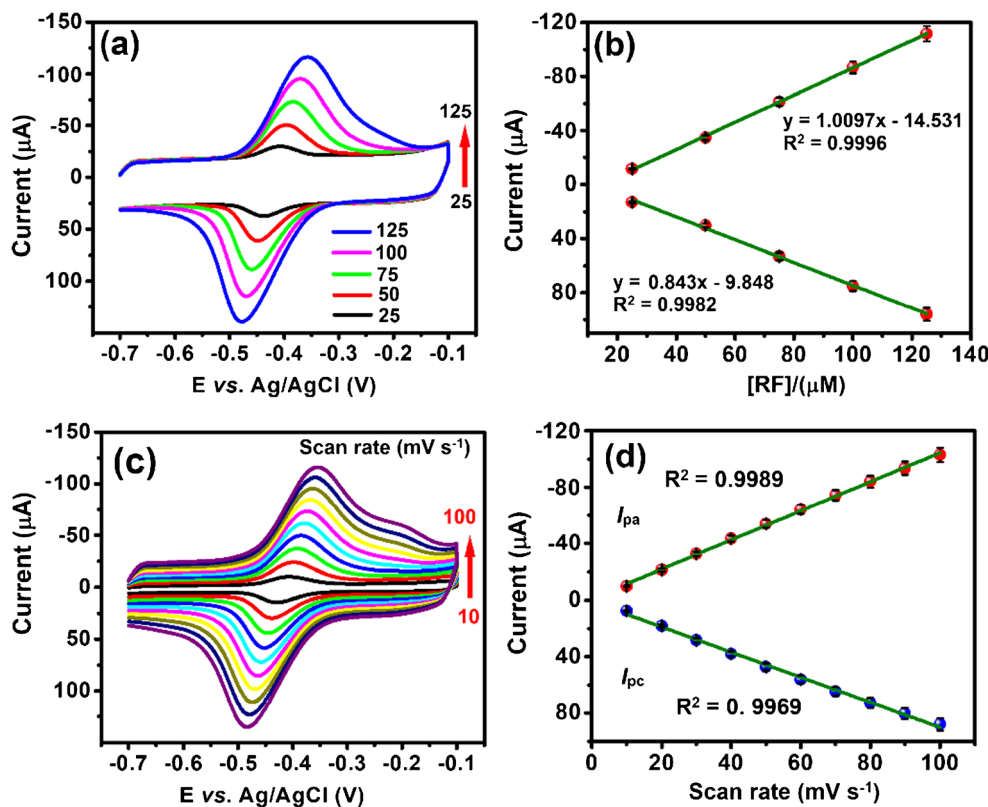 (a)
-150
-100
-50
0
50
100
Current (µA)
125
25
125
100
75
50
25
-0.7 -0.6 -0.5 -0.4 -0.3 -0.2 -0.1
E vs. Ag/AgCl (V)
(b)
-120
-80
-40
0
40
80
Current (µA)
y = 1.0097x - 14.531
R² = 0.9996
y = 0.843x - 9.848
R² = 0.9982
20 40 60 80 100 120 140
[RF]/(µM)
(c)
Scan rate (mV s⁻¹)
-150
-100
-50
0
50
100
Current (µA)
100
10
-0.7 -0.6 -0.5 -0.4 -0.3 -0.2 -0.1
E vs. Ag/AgCl (V)
(d)
-120
-80
-40
0
40
80
Current (µA)
R² = 0.9989
Ipa
Ipc
R² = 0. 9969
0 20 40 60 80 100
Scan rate (mV s⁻¹)